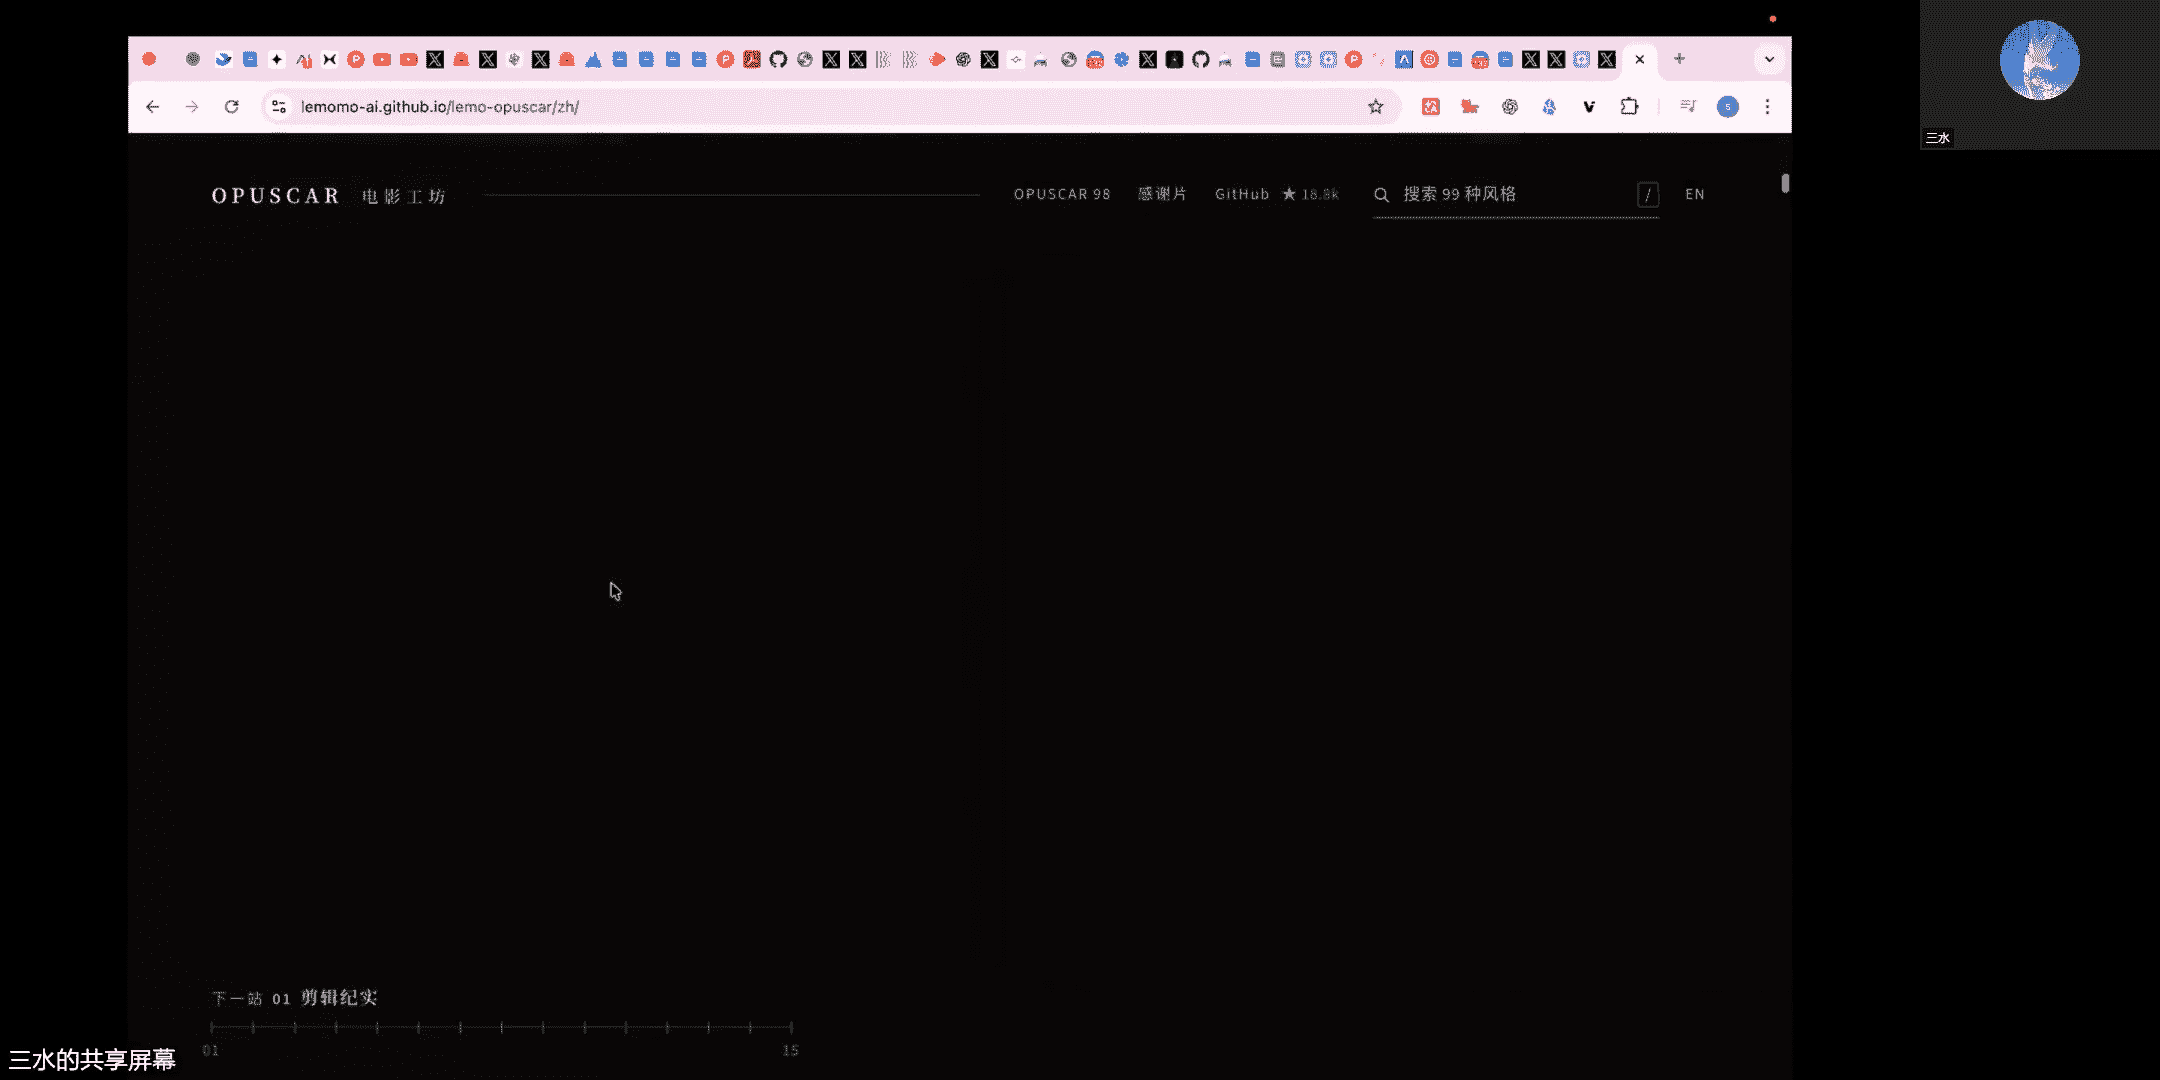 三水
lemomo-ai.github.io/lemo-opuscar/zh/
OPUSCAR 电影工坊
OPUSCAR 98 感谢片 GitHub ★ 18.8k 搜索 99 种风格 / EN
下一站 01 剪辑纪实
01 15
三水的共享屏幕